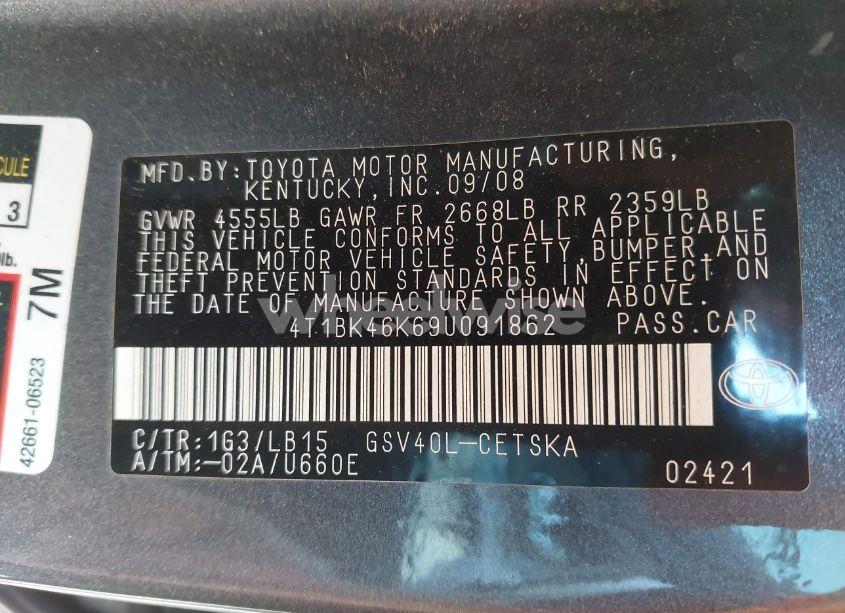 MFD.BY:TOYOTA MOTOR MANUFACTURING,
KENTUCKY,INC.09/08
GVWR 4555LB GAWR FR 2668LB RR 2359LB
THIS VEHICLE CONFORMS TO ALL APPLICABLE
FEDERAL MOTOR VEHICLE SAFETY,BUMPER,AND
THEFT PREVENTION STANDARDS IN EFFECT ON
THE DATE OF MANUFACTURE SHOWN ABOVE.
4T1BK46K69U091862 PASS.CAR
C/TR:1G3/LB15 GSV40L-CETSKA
A/TM:-02A/U660E 02421
wheelwise
CULE
3
Nb.
7M
42661-06523